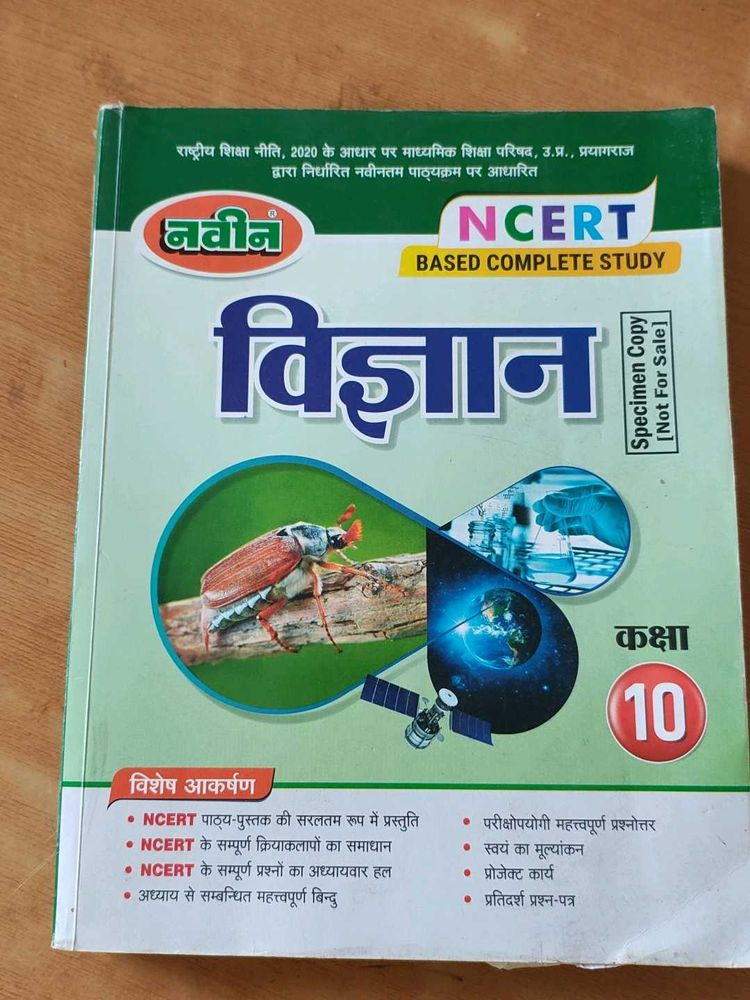 राष्ट्रीय शिक्षा नीति, 2020 के आधार पर माध्यमिक शिक्षा परिषद, उ.प्र., प्रयागराज
द्वारा निर्धारित नवीनतम पाठ्यक्रम पर आधारित
नवीन®
NCERT
BASED COMPLETE STUDY
विज्ञान
Specimen Copy
[Not For Sale]
कक्षा
10
विशेष आकर्षण
• NCERT पाठ्य-पुस्तक की सरलतम रूप में प्रस्तुति
• NCERT के सम्पूर्ण क्रियाकलापों का समाधान
• NCERT के सम्पूर्ण प्रश्नों का अध्यायवार हल
• अध्याय से सम्बन्धित महत्त्वपूर्ण बिन्दु
• परीक्षोपयोगी महत्त्वपूर्ण प्रश्नोत्तर
• स्वयं का मूल्यांकन
• प्रोजेक्ट कार्य
• प्रतिदर्श प्रश्न-पत्र